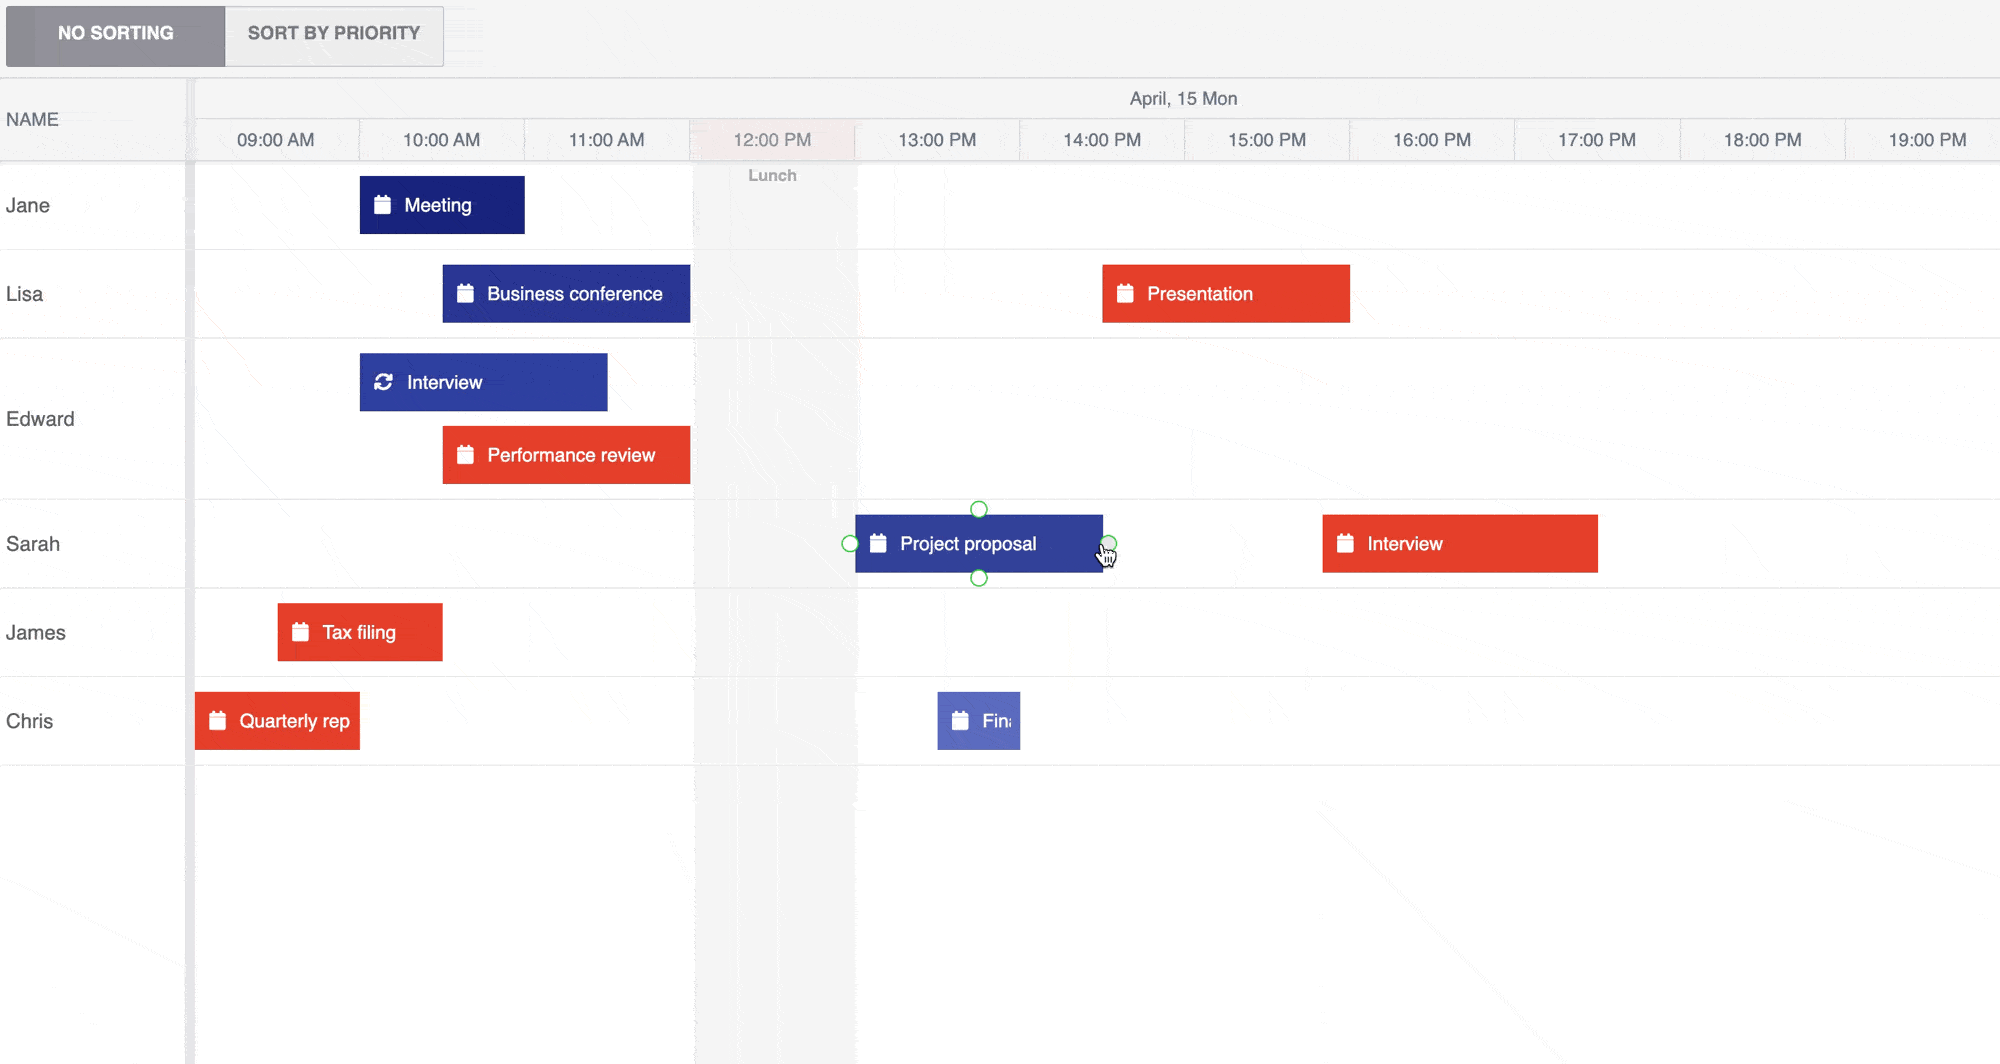 NO SORTING SORT BY PRIORITY
April, 15 Mon
NAME
09:00 AM 10:00 AM 11:00 AM 12:00 PM 13:00 PM 14:00 PM 15:00 PM 16:00 PM 17:00 PM 18:00 PM 19:00 PM
Lunch
Jane Meeting
Lisa Business conference Presentation
Interview
Edward
Performance review
Sarah Project proposal Interview
James Tax filing
Chris Quarterly rep Fina